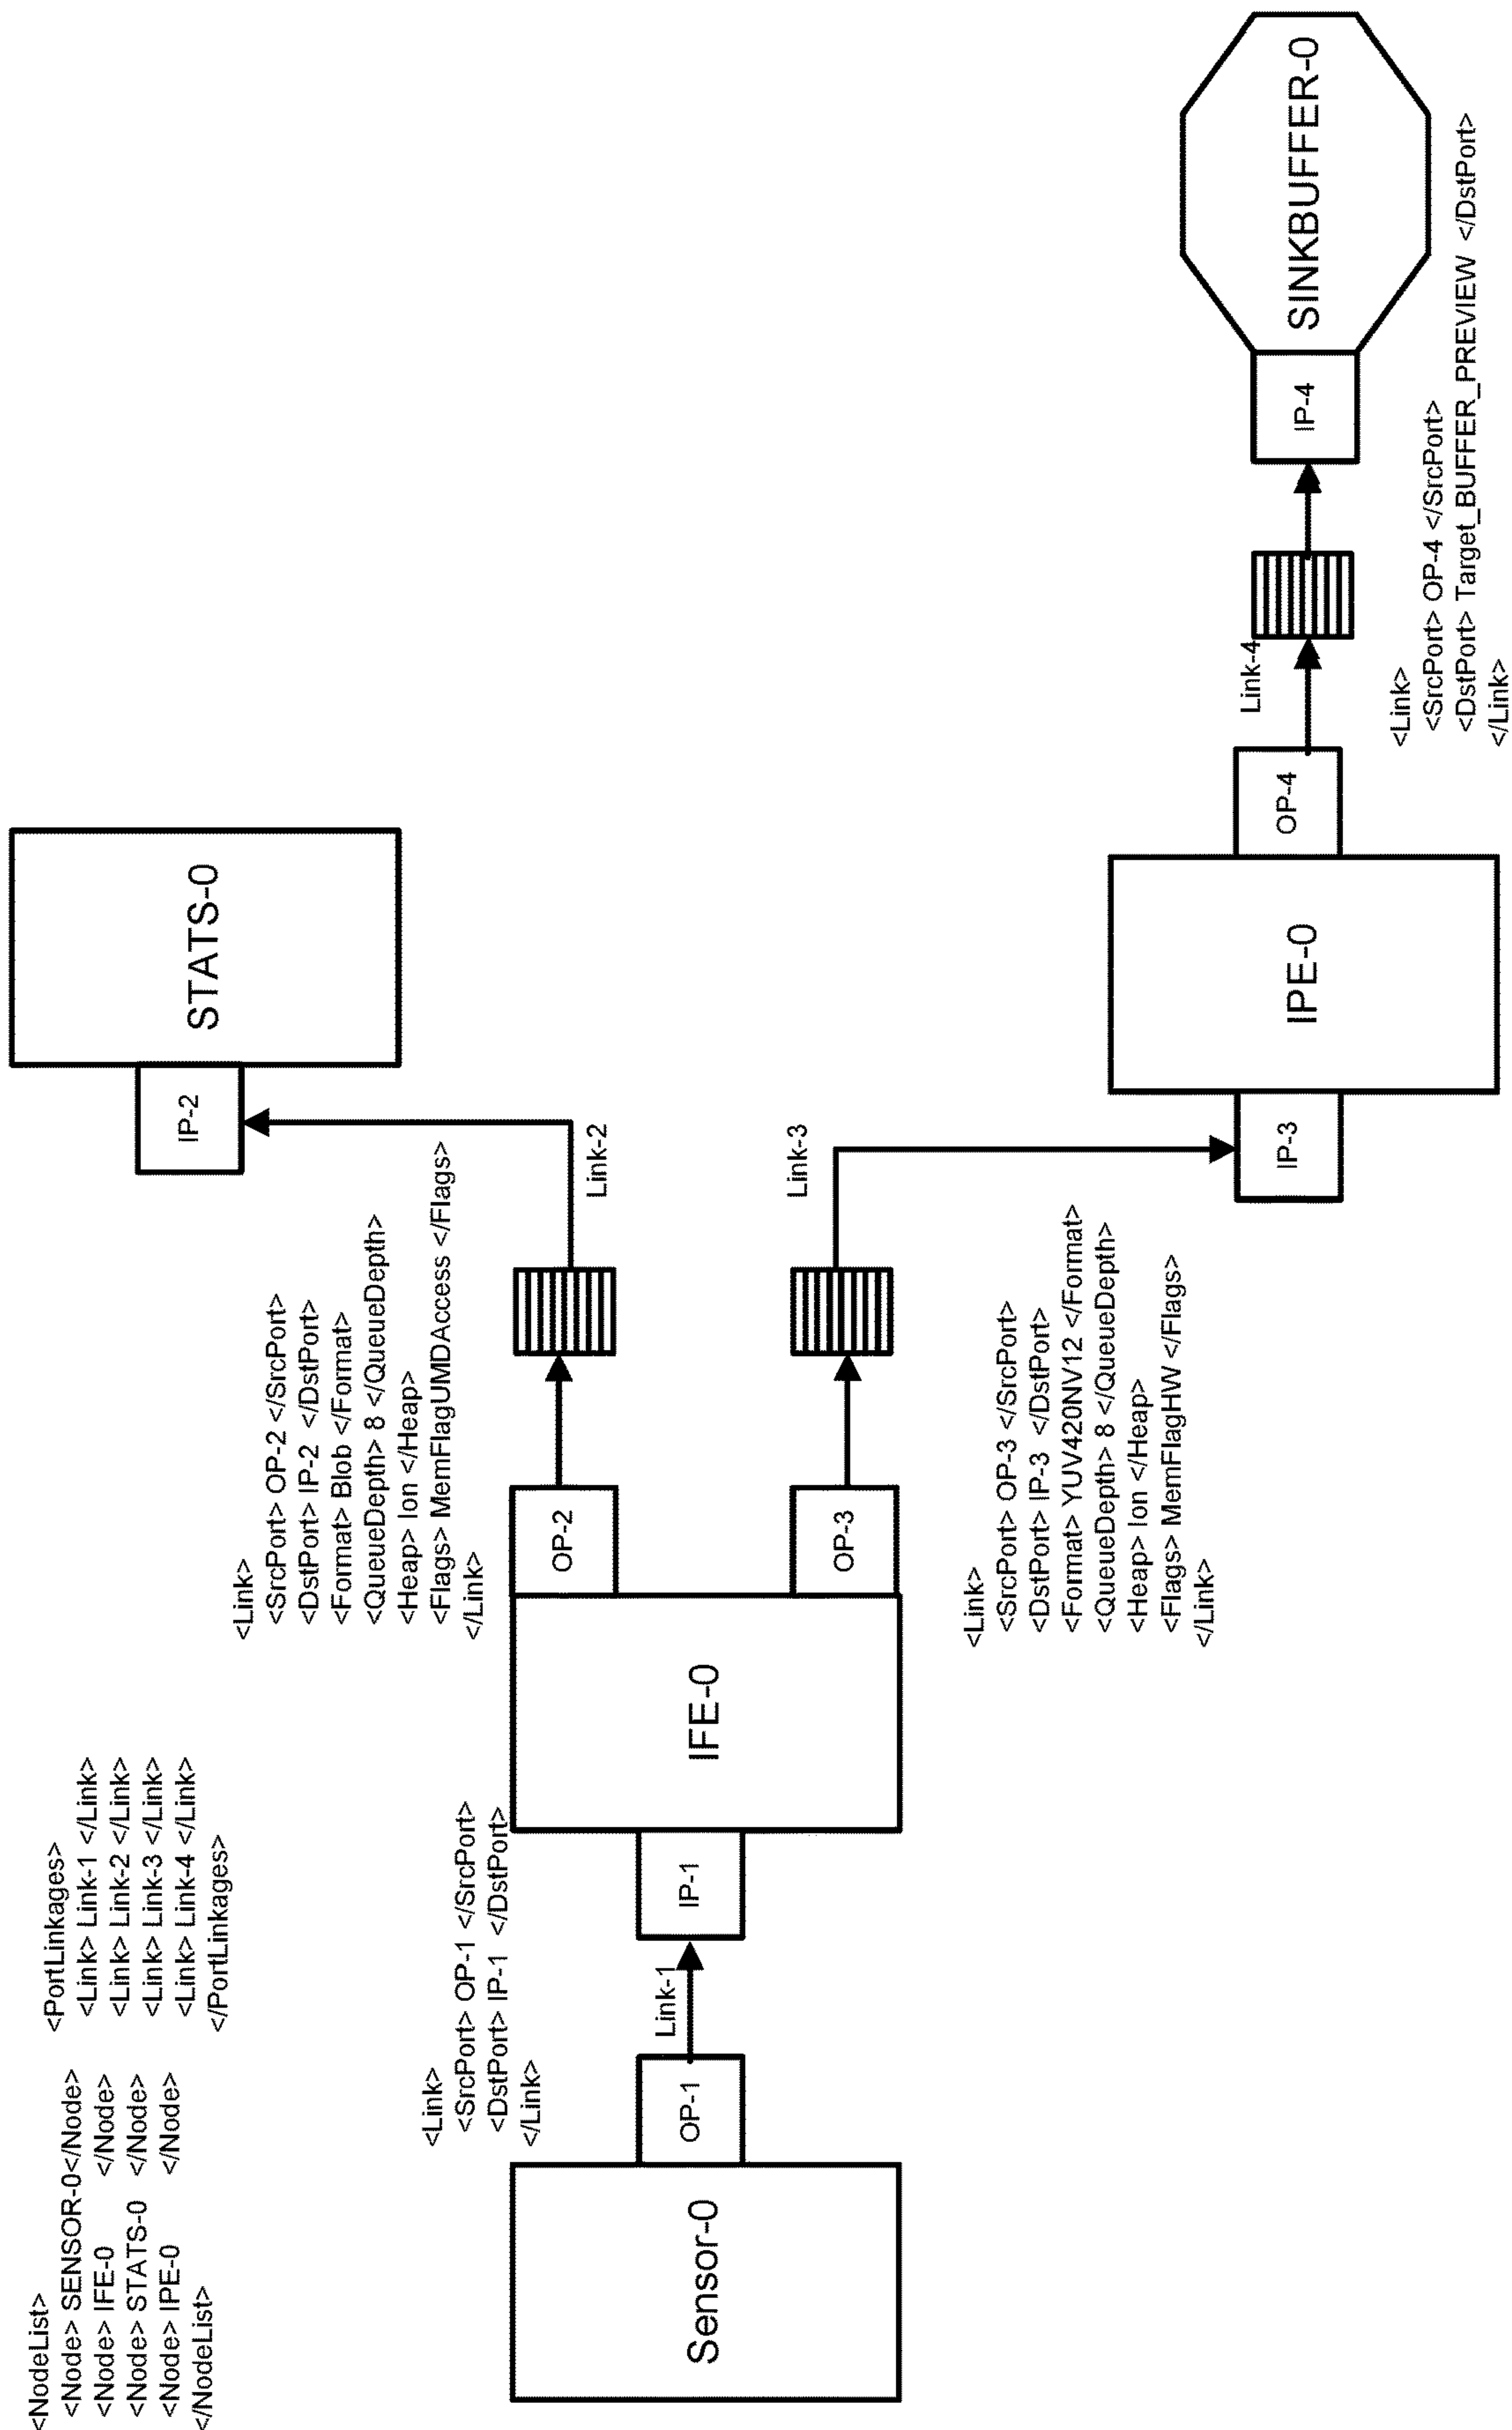 <NodeList>
<Node> SENSOR-0</Node>
<Node> IFE-0 </Node>
<Node> STATS-0 </Node>
<Node> IPE-0 </Node>
</NodeList>
<PortLinkages>
<Link> Link-1 </Link>
<Link> Link-2 </Link>
<Link> Link-3 </Link>
<Link> Link-4 </Link>
</PortLinkages>
STATS-0
IP-2
<Link>
<SrcPort> OP-1 </SrcPort>
<DstPort> IP-1 </DstPort>
</Link>
<Link>
<SrcPort> OP-2 </SrcPort>
<DstPort> IP-2 </DstPort>
<Format> Blob </Format>
<QueueDepth> 8 </QueueDepth>
<Heap> Ion </Heap>
<Flags> MemFlagUMDAccess </Flags>
</Link>
Link-2
Sensor-0
OP-1
Link-1
IP-1
IFE-0
OP-2
OP-3
Link-3
<Link>
<SrcPort> OP-3 </SrcPort>
<DstPort> IP-3 </DstPort>
<Format> YUV420NV12 </Format>
<QueueDepth> 8 </QueueDepth>
<Heap> Ion </Heap>
<Flags> MemFlagHW </Flags>
</Link>
IP-3
IPE-0
OP-4
Link-4
IP-4
SINKBUFFER-0
<Link>
<SrcPort> OP-4 </SrcPort>
<DstPort> Target_BUFFER_PREVIEW </DstPort>
</Link>